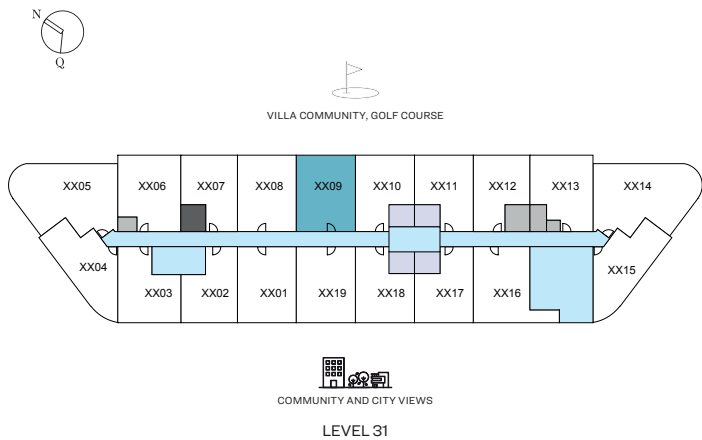 N
Q
VILLA COMMUNITY, GOLF COURSE
XX05 XX06 XX07 XX08 XX09 XX10 XX11 XX12 XX13 XX14
XX04 XX03 XX02 XX01 XX19 XX18 XX17 XX16 XX15
COMMUNITY AND CITY VIEWS
LEVEL 31